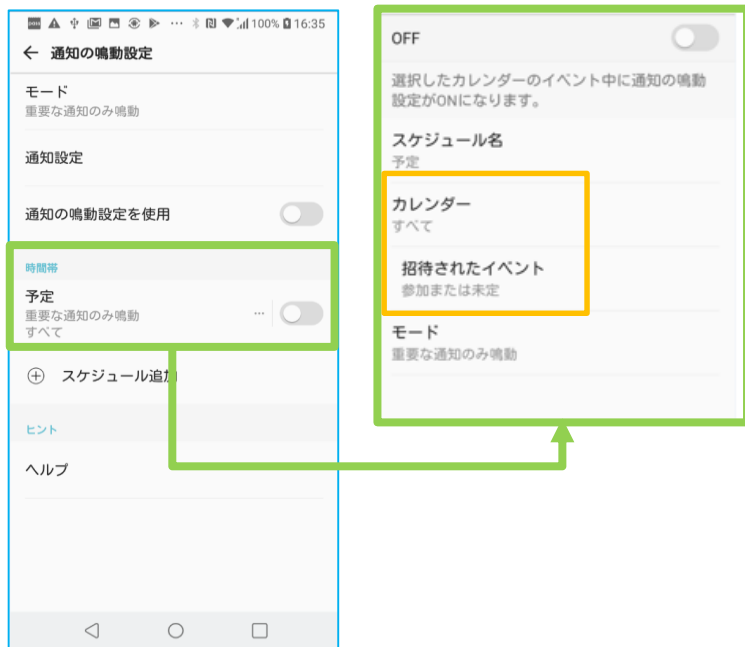 100% 16:35
通知の鳴動設定
モード
重要な通知のみ鳴動
通知設定
通知の鳴動設定を使用
時間帯
予定
重要な通知のみ鳴動
すべて
スケジュール追加
ヒント
ヘルプ
OFF
選択したカレンダーのイベント中に通知の鳴動
設定がONになります。
スケジュール名
予定
カレンダー
すべて
招待されたイベント
参加または未定
モード
重要な通知のみ鳴動